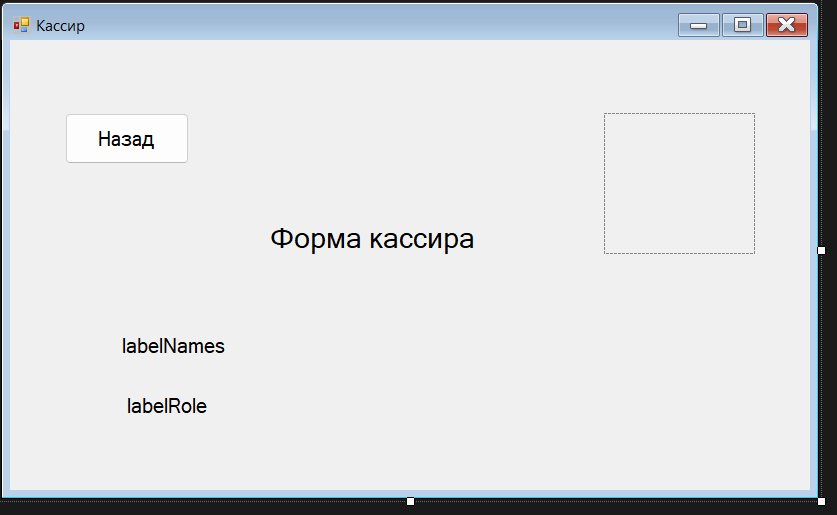 Кассир
Назад
Форма кассира
labelNames
labelRole